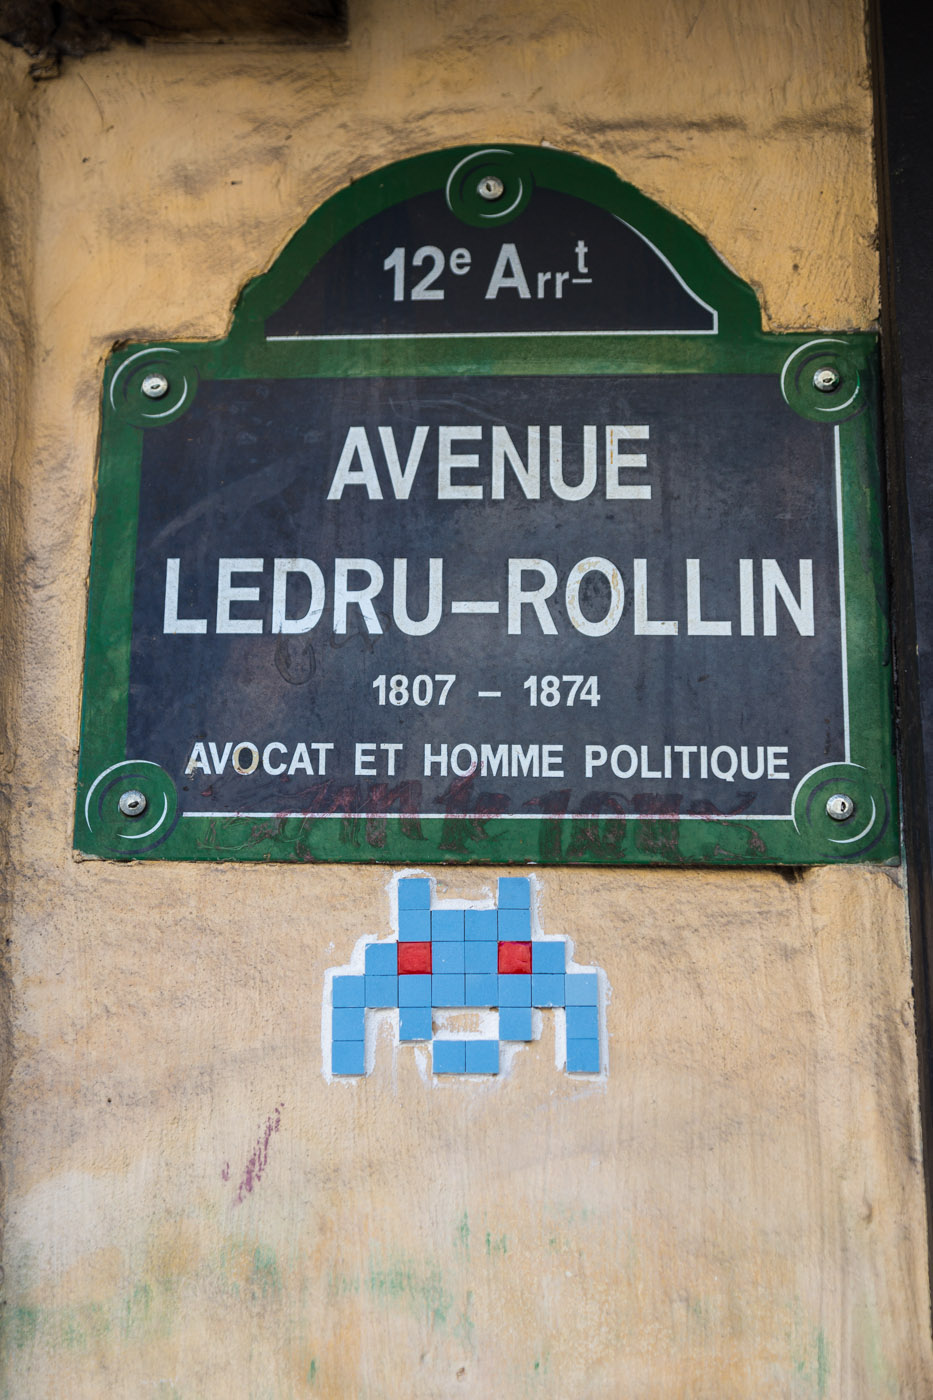 12e Arrt
AVENUE
LEDRU–ROLLIN
1807 – 1874
AVOCAT ET HOMME POLITIQUE